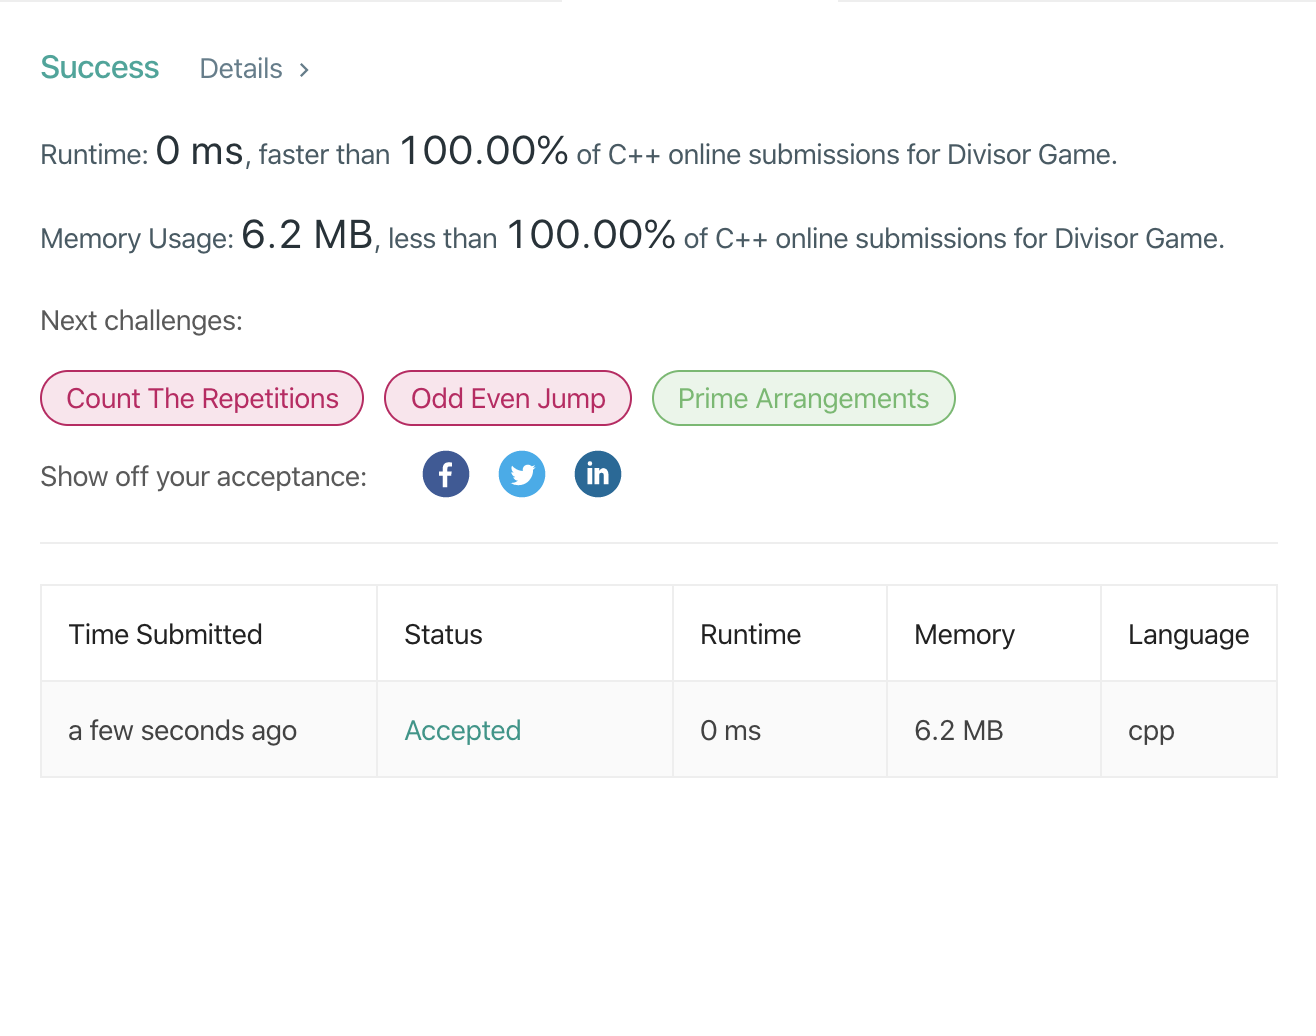 Success Details >
Runtime: 0 ms, faster than 100.00% of C++ online submissions for Divisor Game.
Memory Usage: 6.2 MB, less than 100.00% of C++ online submissions for Divisor Game.
Next challenges:
Count The Repetitions Odd Even Jump Prime Arrangements
Show off your acceptance: f in
Time Submitted Status Runtime Memory Language
a few seconds ago Accepted 0 ms 6.2 MB cpp